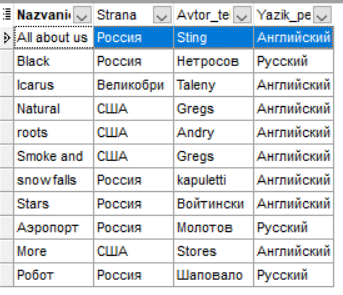 Nazvani Strana Avtor_te Yazik_pe
All about us Россия Sting Английский
Black Россия Нетросов Русский
Icarus Великобри Taleny Английский
Natural США Gregs Английский
roots США Andry Английский
Smoke and США Gregs Английский
snow falls Россия kapuletti Английский
Stars Россия Войтински Английский
Аэропорт Россия Молотов Русский
More США Stores Английский
Робот Россия Шаповало Русский